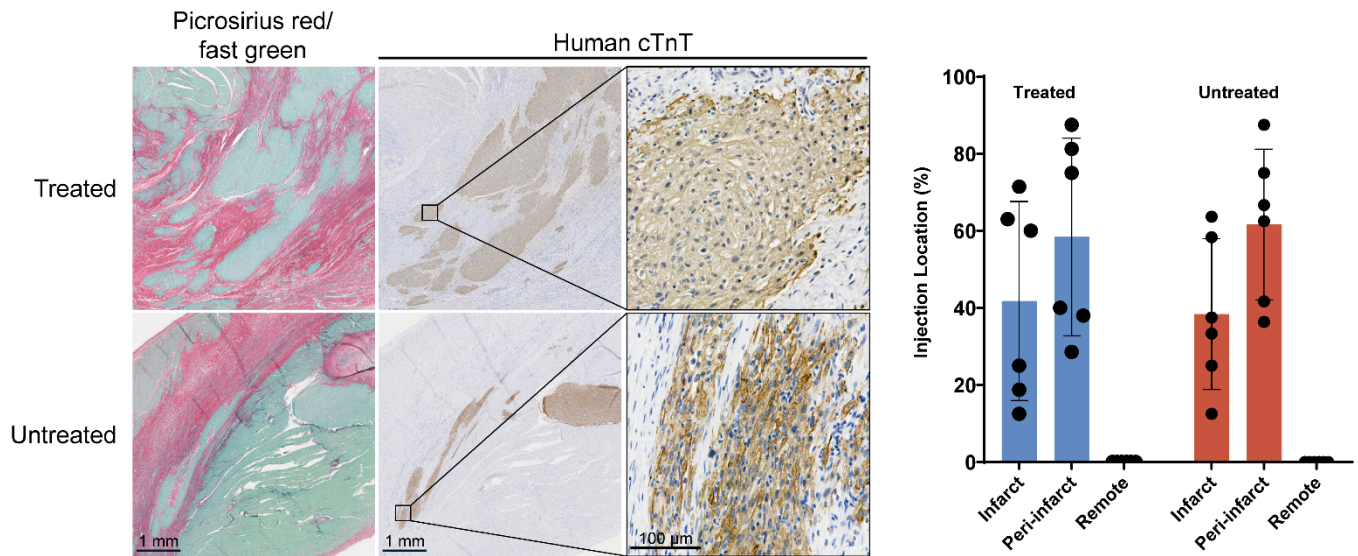 Picrosirius red/
fast green
Human cTnT
Treated
Untreated
1 mm
1 mm
100 µm
Injection Location (%)
100
80
60
40
20
0
Treated
Untreated
Infarct
Peri-infarct
Remote
Infarct
Peri-infarct
Remote